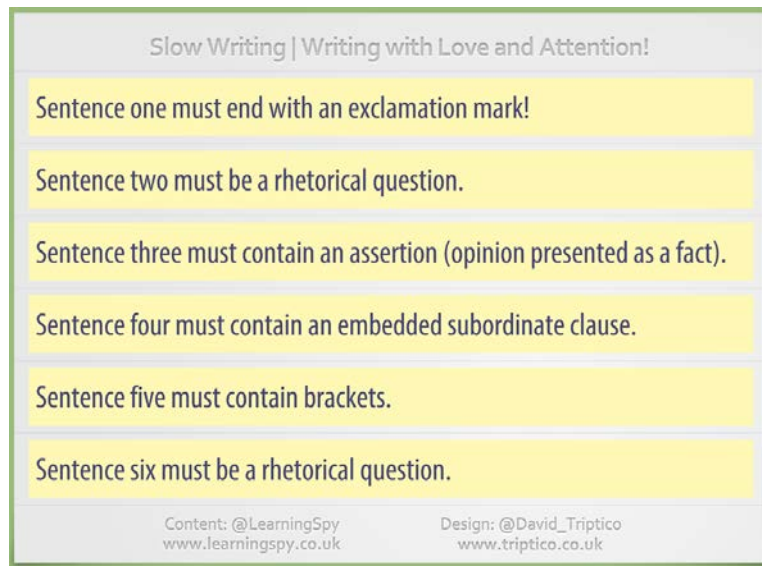 Slow Writing | Writing with Love and Attention!
Sentence one must end with an exclamation mark!
Sentence two must be a rhetorical question.
Sentence three must contain an assertion (opinion presented as a fact).
Sentence four must contain an embedded subordinate clause.
Sentence five must contain brackets.
Sentence six must be a rhetorical question.
Content: @LearningSpy
www.learningspy.co.uk
Design: @David_Triptico
www.triptico.co.uk